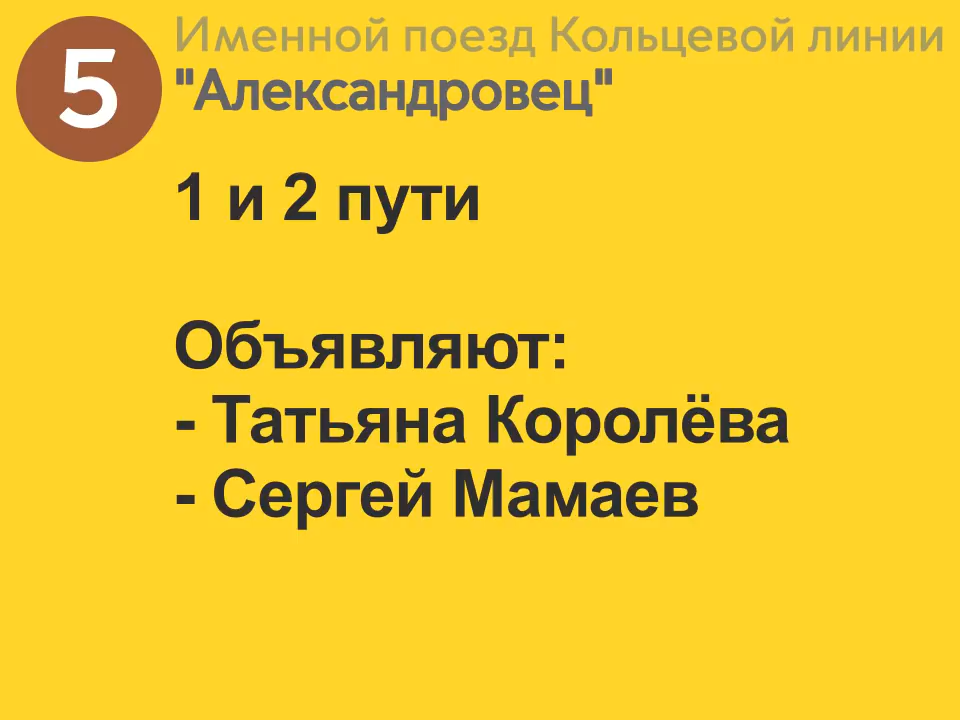 5
Именной поезд Кольцевой линии
"Александровец"
1 и 2 пути
Объявляют:
- Татьяна Королёва
- Сергей Мамаев